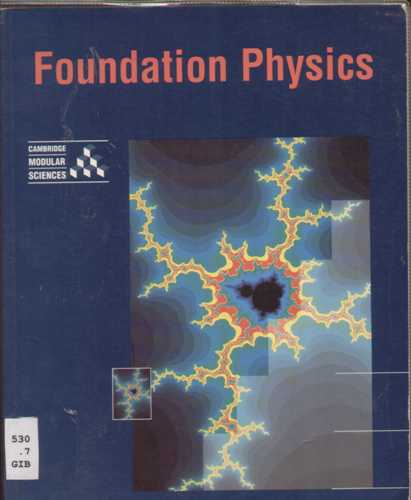 Foundation Physics
CAMBRIDGE
MODULAR
SCIENCES
530
.7
GIB